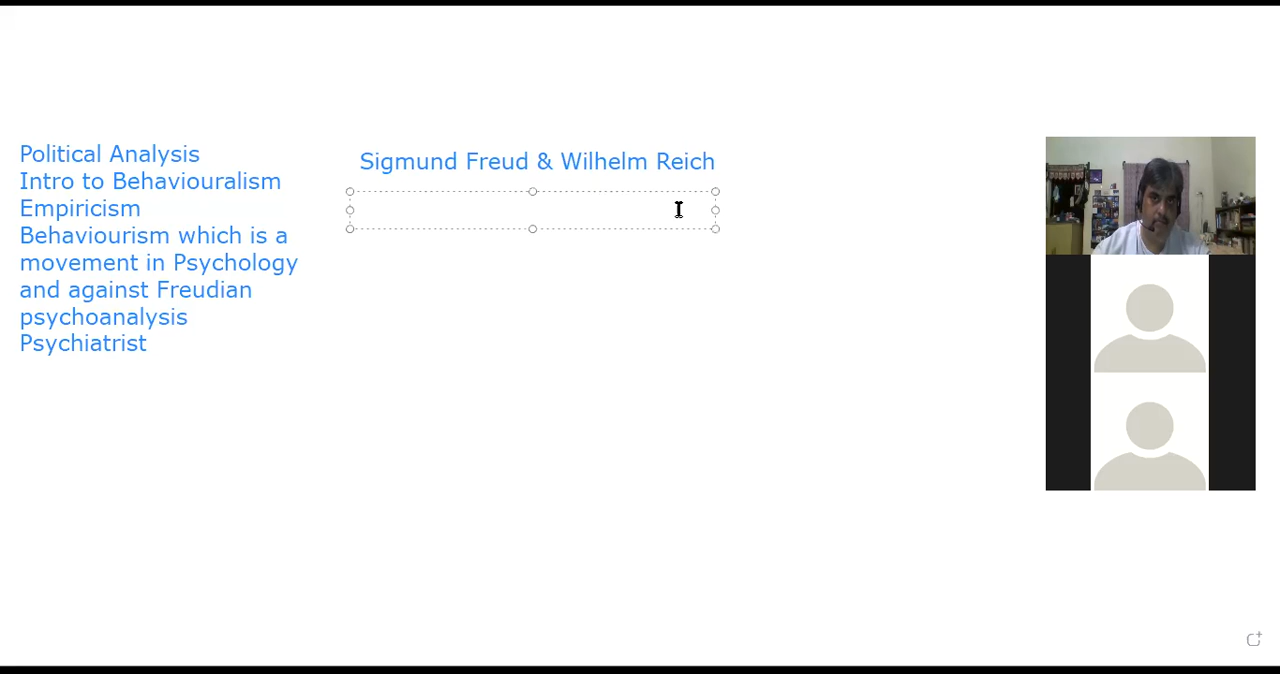 Political Analysis
Intro to Behaviouralism
Empiricism
Behaviourism which is a
movement in Psychology
and against Freudian
psychoanalysis
Psychiatrist
Sigmund Freud & Wilhelm Reich